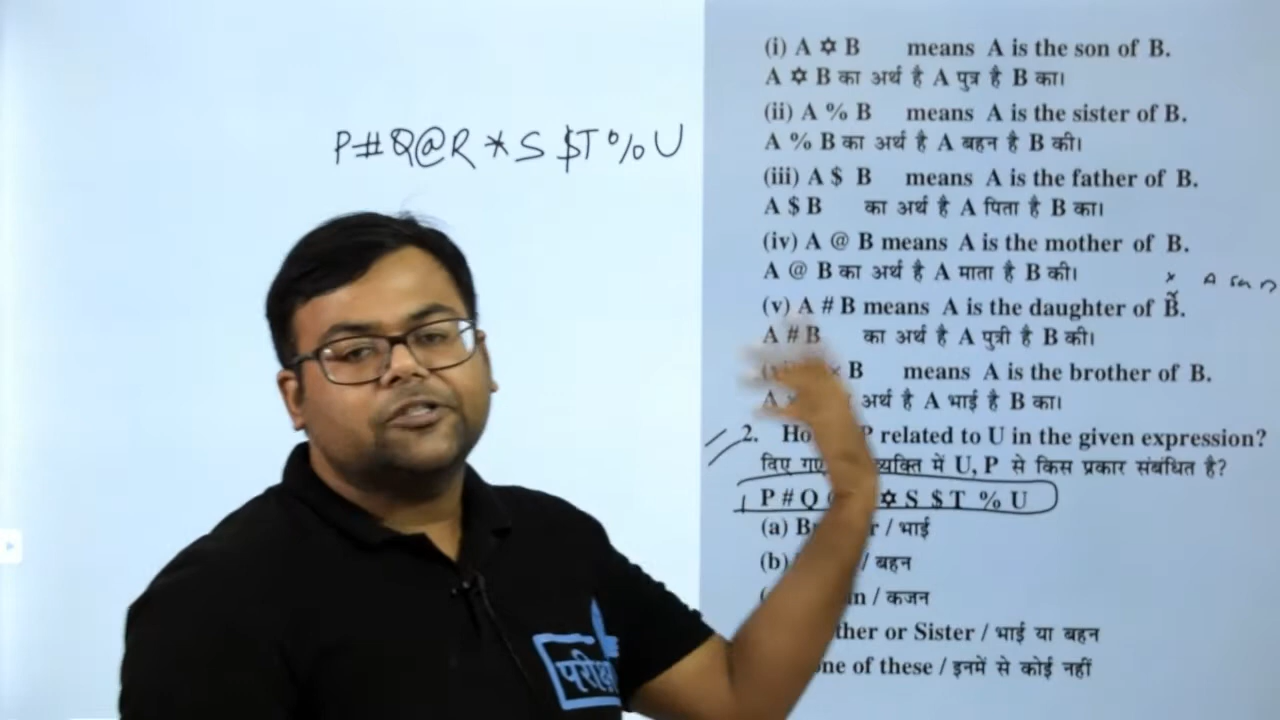 P # Q @ R * S $ T % U
(i) A ✡ B means A is the son of B.
A ✡ B का अर्थ है A पुत्र है B का।
(ii) A % B means A is the sister of B.
A % B का अर्थ है A बहन है B की।
(iii) A $ B means A is the father of B.
A $ B का अर्थ है A पिता है B का।
(iv) A @ B means A is the mother of B.
A @ B का अर्थ है A माता है B की।
(v) A # B means A is the daughter of B.
A # B का अर्थ है A पुत्री है B की।
B means A is the brother of B.
A अर्थ है A भाई है B का।
2. P related to U in the given expression?
दिए गए में U, P से किस प्रकार संबंधित है?
P # Q ✡ S $ T % U
(a) / भाई
(b) / बहन
/ कजन
or Sister / भाई या बहन
of these / इनमें से कोई नहीं